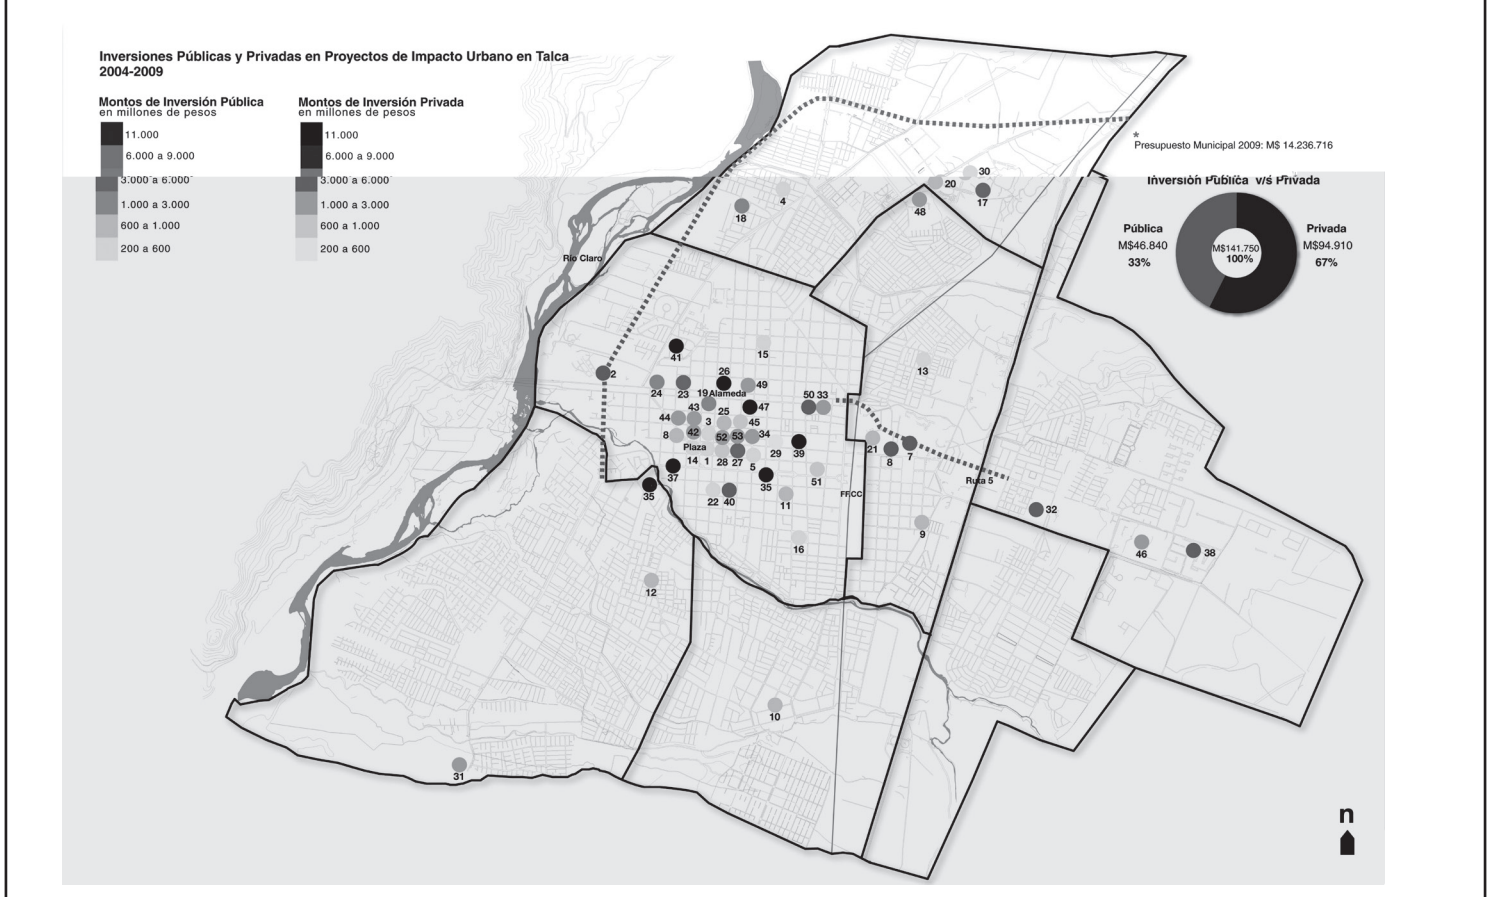 Inversiones Públicas y Privadas en Proyectos de Impacto Urbano en Talca
2004-2009
Montos de Inversión Pública
en millones de pesos
11.000
6.000 a 9.000
3.000 a 6.000
1.000 a 3.000
600 a 1.000
200 a 600
Montos de Inversión Privada
en millones de pesos
11.000
6.000 a 9.000
3.000 a 6.000
1.000 a 3.000
600 a 1.000
200 a 600
*
Presupuesto Municipal 2009: M$ 14.236.716
Inversión Pública v/s Privada
Pública
M$46.840
33%
M$141.750
100%
Privada
M$94.910
67%
30
20
17
4
48
18
Río Claro
41
15
2
26
13
24
23
49
19 Alameda
50 33
43
25
47
44
3
45
8
42
52
53
34
Plaza
39
21
8
7
14
1
28
27
5
29
37
35
35
51
Ruta 5
22
40
11
FFCC
32
9
16
46
38
12
10
31
n